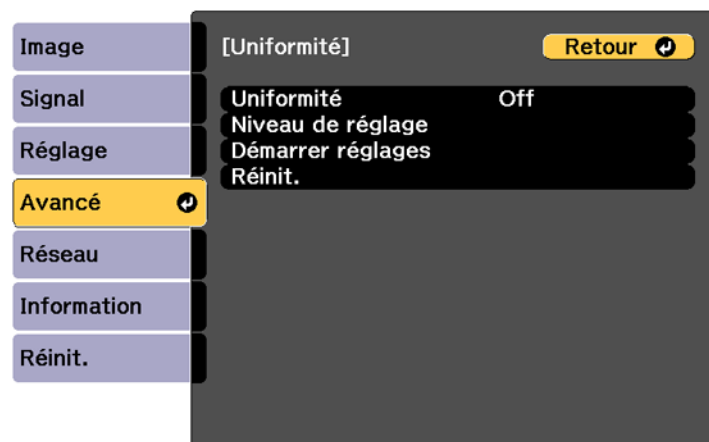 Image
Signal
Réglage
Avancé
Réseau
Information
Réinit.
[Uniformité] Retour
Uniformité Off
Niveau de réglage
Démarrer réglages
Réinit.